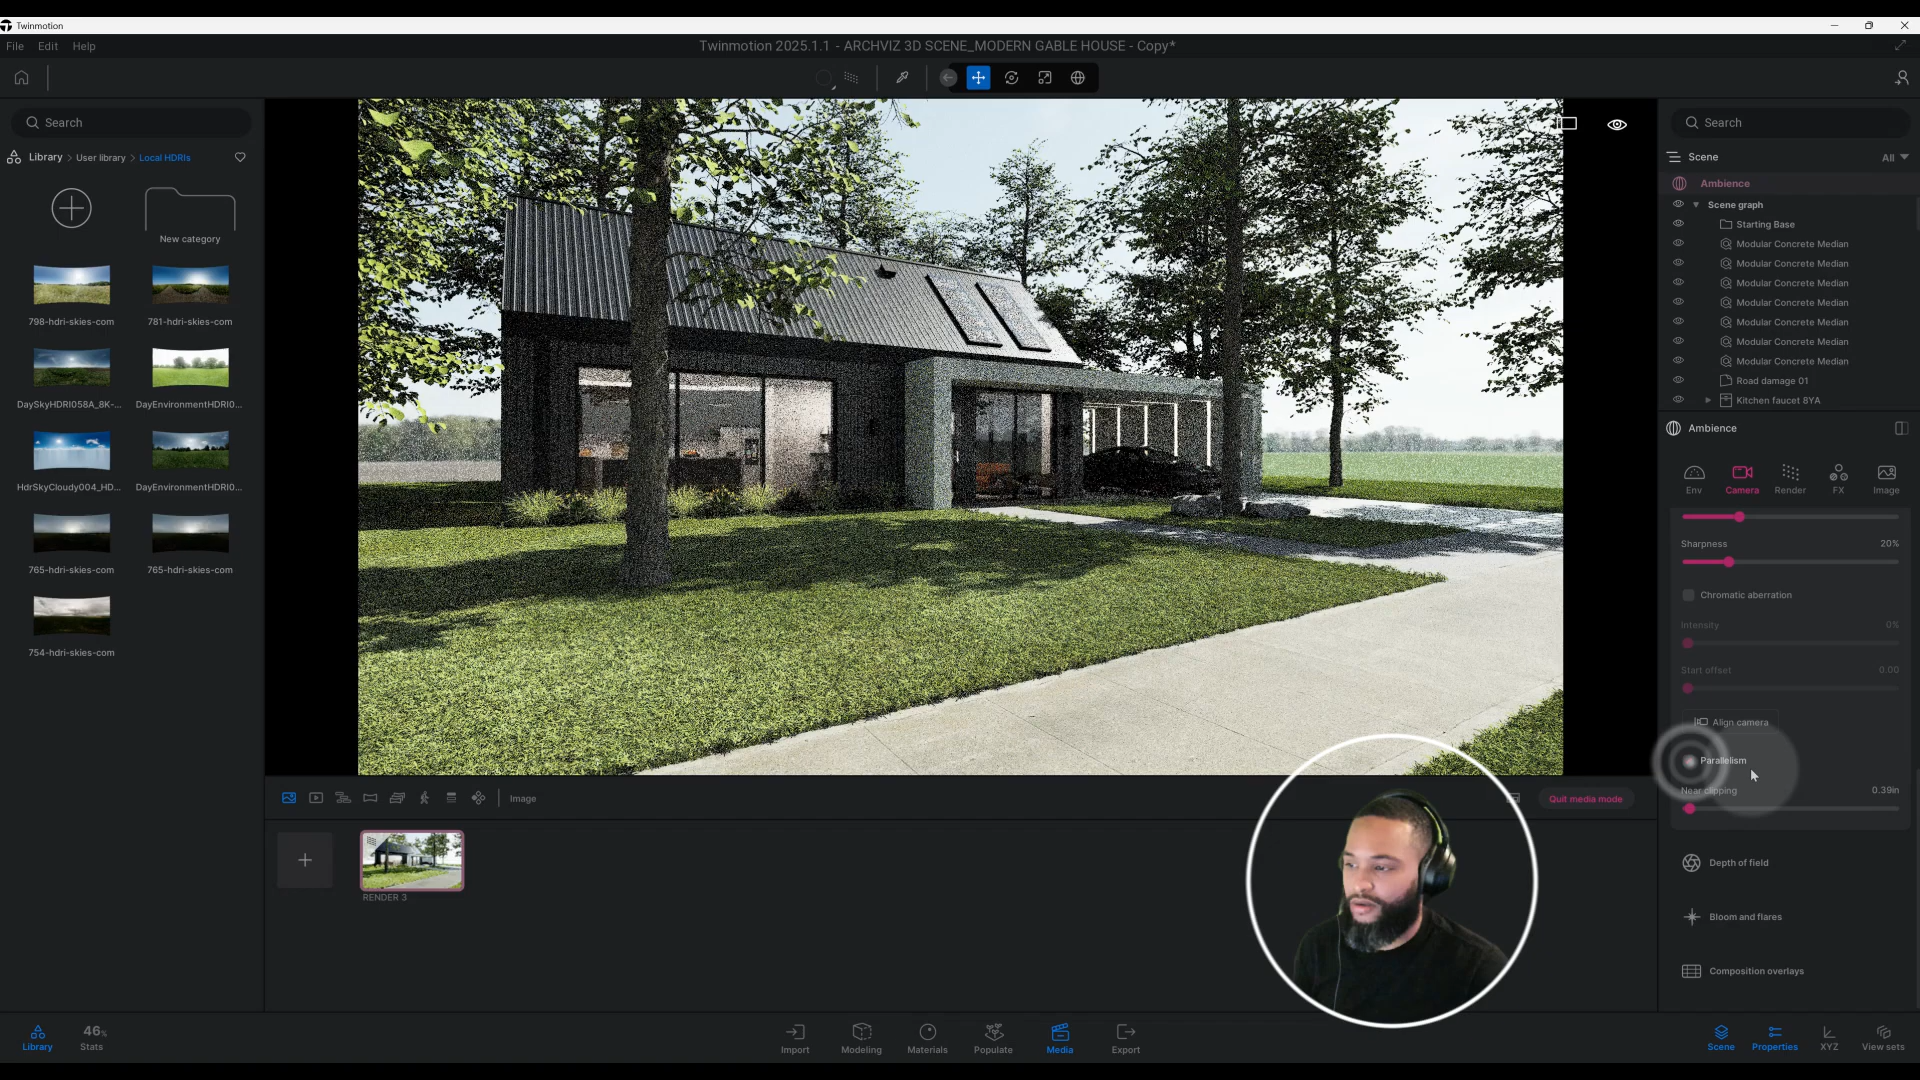 Twinmotion
File Edit Help
Twinmotion 2025.1.1 - ARCHVIZ 3D SCENE_MODERN GABLE HOUSE - Copy*
Search
Library > User library > Local HDRIs
New category
798-hdri-skies-com
781-hdri-skies-com
DaySkyHDRI058A_8K-...
DayEnvironmentHDRI0...
HdrSkyCloudy004_HD...
DayEnvironmentHDRI0...
765-hdri-skies-com
765-hdri-skies-com
754-hdri-skies-com
Search
Scene
All
Ambience
Scene graph
Starting Base
Modular Concrete Median
Modular Concrete Median
Modular Concrete Median
Modular Concrete Median
Modular Concrete Median
Modular Concrete Median
Modular Concrete Median
Road damage 01
Kitchen faucet 8YA
Ambience
Env
Camera
Render
FX
Image
Sharpness
20%
Chromatic aberration
Intensity
0%
Start offset
0.00
Align camera
Parallelism
Near clipping
0.39in
Depth of field
Bloom and flares
Composition overlays
Image
Quit media mode
RENDER 3
Library
46%
Stats
Import
Modeling
Materials
Populate
Media
Export
Scene
Properties
XYZ
View sets